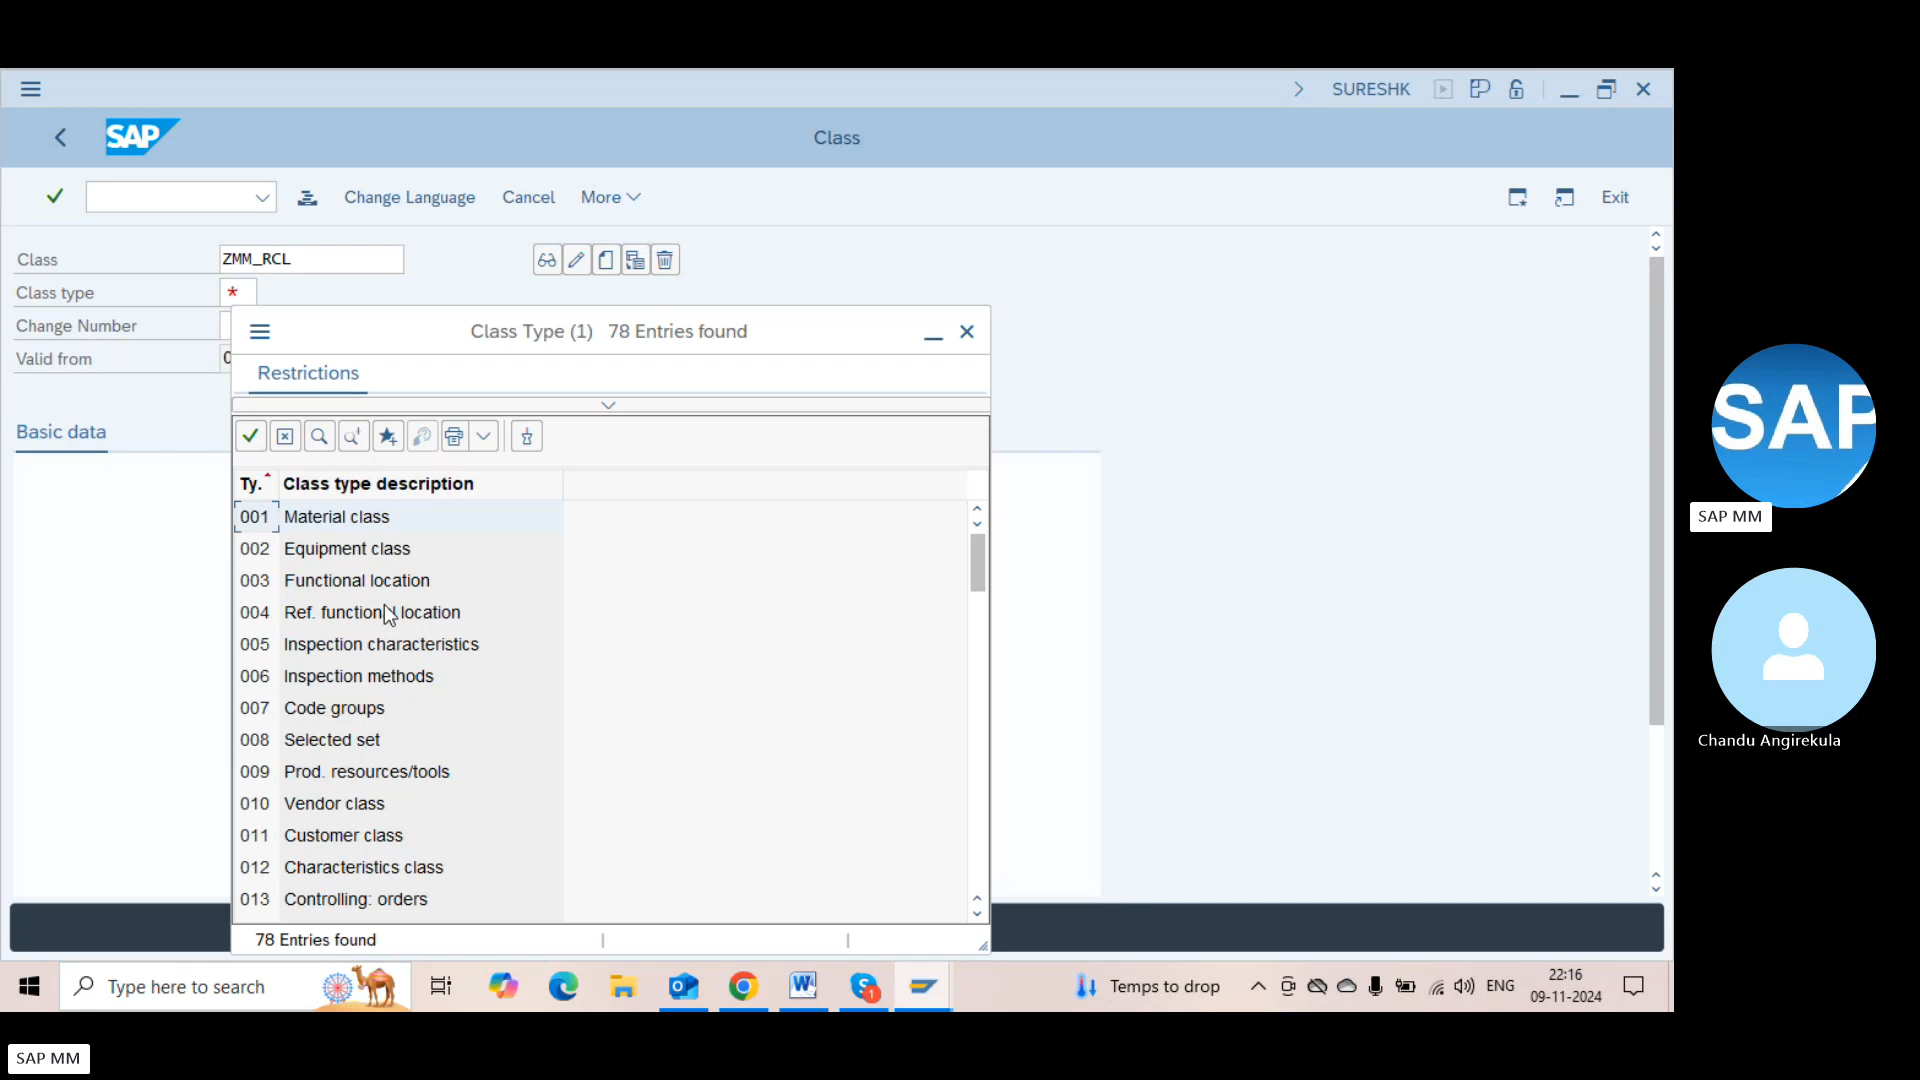 SURESHK
SAP
Class
Change Language
Cancel
More
Exit
Class
ZMM_RCL
Class type
*
Change Number
Valid from
Basic data
Class Type (1) 78 Entries found
Restrictions
Ty. Class type description
001 Material class
002 Equipment class
003 Functional location
004 Ref. functional location
005 Inspection characteristics
006 Inspection methods
007 Code groups
008 Selected set
009 Prod. resources/tools
010 Vendor class
011 Customer class
012 Characteristics class
013 Controlling: orders
78 Entries found
SAP
SAP MM
Chandu Angirekula
Type here to search
Temps to drop
ENG
22:16
09-11-2024
SAP MM